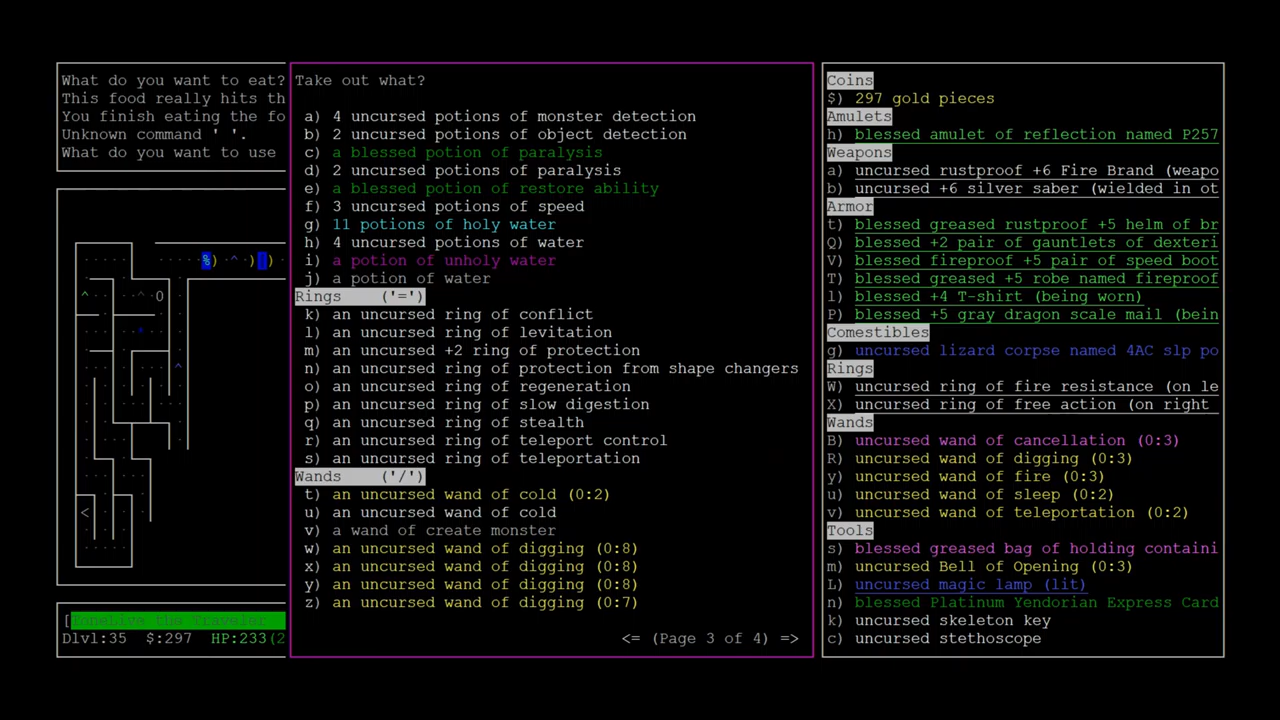 What do you want to eat?
This food really hits th
You finish eating the fo
Unknown command ' '.
What do you want to use
[ToneLive the Traveler
Dlvl:35 $:297 HP:233(2
Take out what?
a) 4 uncursed potions of monster detection
b) 2 uncursed potions of object detection
c) a blessed potion of paralysis
d) 2 uncursed potions of paralysis
e) a blessed potion of restore ability
f) 3 uncursed potions of speed
g) 11 potions of holy water
h) 4 uncursed potions of water
i) a potion of unholy water
j) a potion of water
Rings ('=')
k) an uncursed ring of conflict
l) an uncursed ring of levitation
m) an uncursed +2 ring of protection
n) an uncursed ring of protection from shape changers
o) an uncursed ring of regeneration
p) an uncursed ring of slow digestion
q) an uncursed ring of stealth
r) an uncursed ring of teleport control
s) an uncursed ring of teleportation
Wands ('/')
t) an uncursed wand of cold (0:2)
u) an uncursed wand of cold
v) a wand of create monster
w) an uncursed wand of digging (0:8)
x) an uncursed wand of digging (0:8)
y) an uncursed wand of digging (0:8)
z) an uncursed wand of digging (0:7)
<= (Page 3 of 4) =>
Coins
$) 297 gold pieces
Amulets
h) blessed amulet of reflection named P257
Weapons
a) uncursed rustproof +6 Fire Brand (weapo
b) uncursed +6 silver saber (wielded in ot
Armor
t) blessed greased rustproof +5 helm of br
Q) blessed +2 pair of gauntlets of dexteri
V) blessed fireproof +5 pair of speed boot
T) blessed greased +5 robe named fireproof
l) blessed +4 T-shirt (being worn)
P) blessed +5 gray dragon scale mail (bein
Comestibles
g) uncursed lizard corpse named 4AC slp po
Rings
W) uncursed ring of fire resistance (on le
X) uncursed ring of free action (on right
Wands
B) uncursed wand of cancellation (0:3)
R) uncursed wand of digging (0:3)
y) uncursed wand of fire (0:3)
u) uncursed wand of sleep (0:2)
v) uncursed wand of teleportation (0:2)
Tools
s) blessed greased bag of holding containi
m) uncursed Bell of Opening (0:3)
L) uncursed magic lamp (lit)
n) blessed Platinum Yendorian Express Card
k) uncursed skeleton key
c) uncursed stethoscope